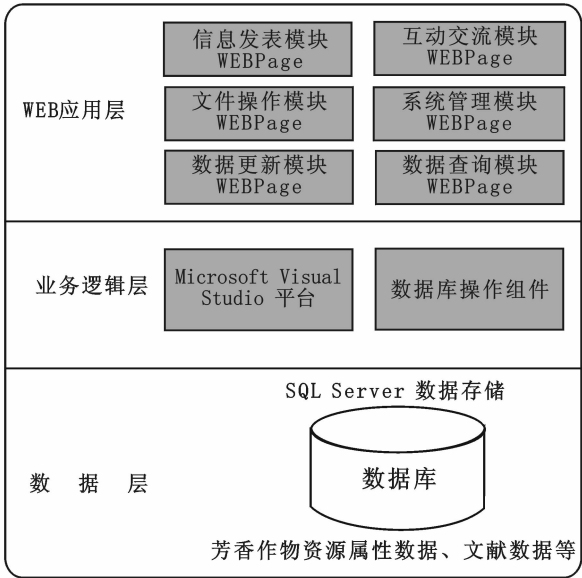 信息发表模块
WEBPage
互动交流模块
WEBPage
WEB应用层
文件操作模块
WEBPage
系统管理模块
WEBPage
数据更新模块
WEBPage
数据查询模块
WEBPage
业务逻辑层
Microsoft Visual
Studio 平台
数据库操作组件
SQL Server 数据存储
数据层
数据库
芳香作物资源属性数据、文献数据等